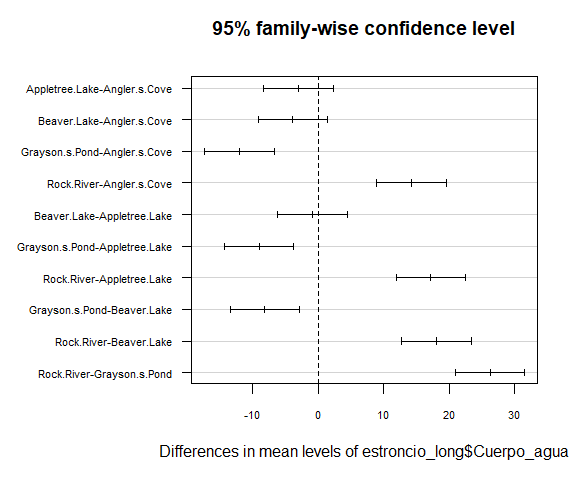 95% family-wise confidence level
Appletree.Lake-Angler.s.Cove
Beaver.Lake-Angler.s.Cove
Grayson.s.Pond-Angler.s.Cove
Rock.River-Angler.s.Cove
Beaver.Lake-Appletree.Lake
Grayson.s.Pond-Appletree.Lake
Rock.River-Appletree.Lake
Grayson.s.Pond-Beaver.Lake
Rock.River-Beaver.Lake
Rock.River-Grayson.s.Pond
-10 0 10 20 30
Differences in mean levels of estroncio_long$Cuerpo_agua